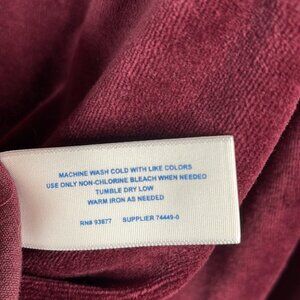 MACHINE WASH COLD WITH LIKE COLORS
USE ONLY NON-CHLORINE BLEACH WHEN NEEDED
TUMBLE DRY LOW
WARM IRON AS NEEDED
RN# 93677 SUPPLIER 74449-0